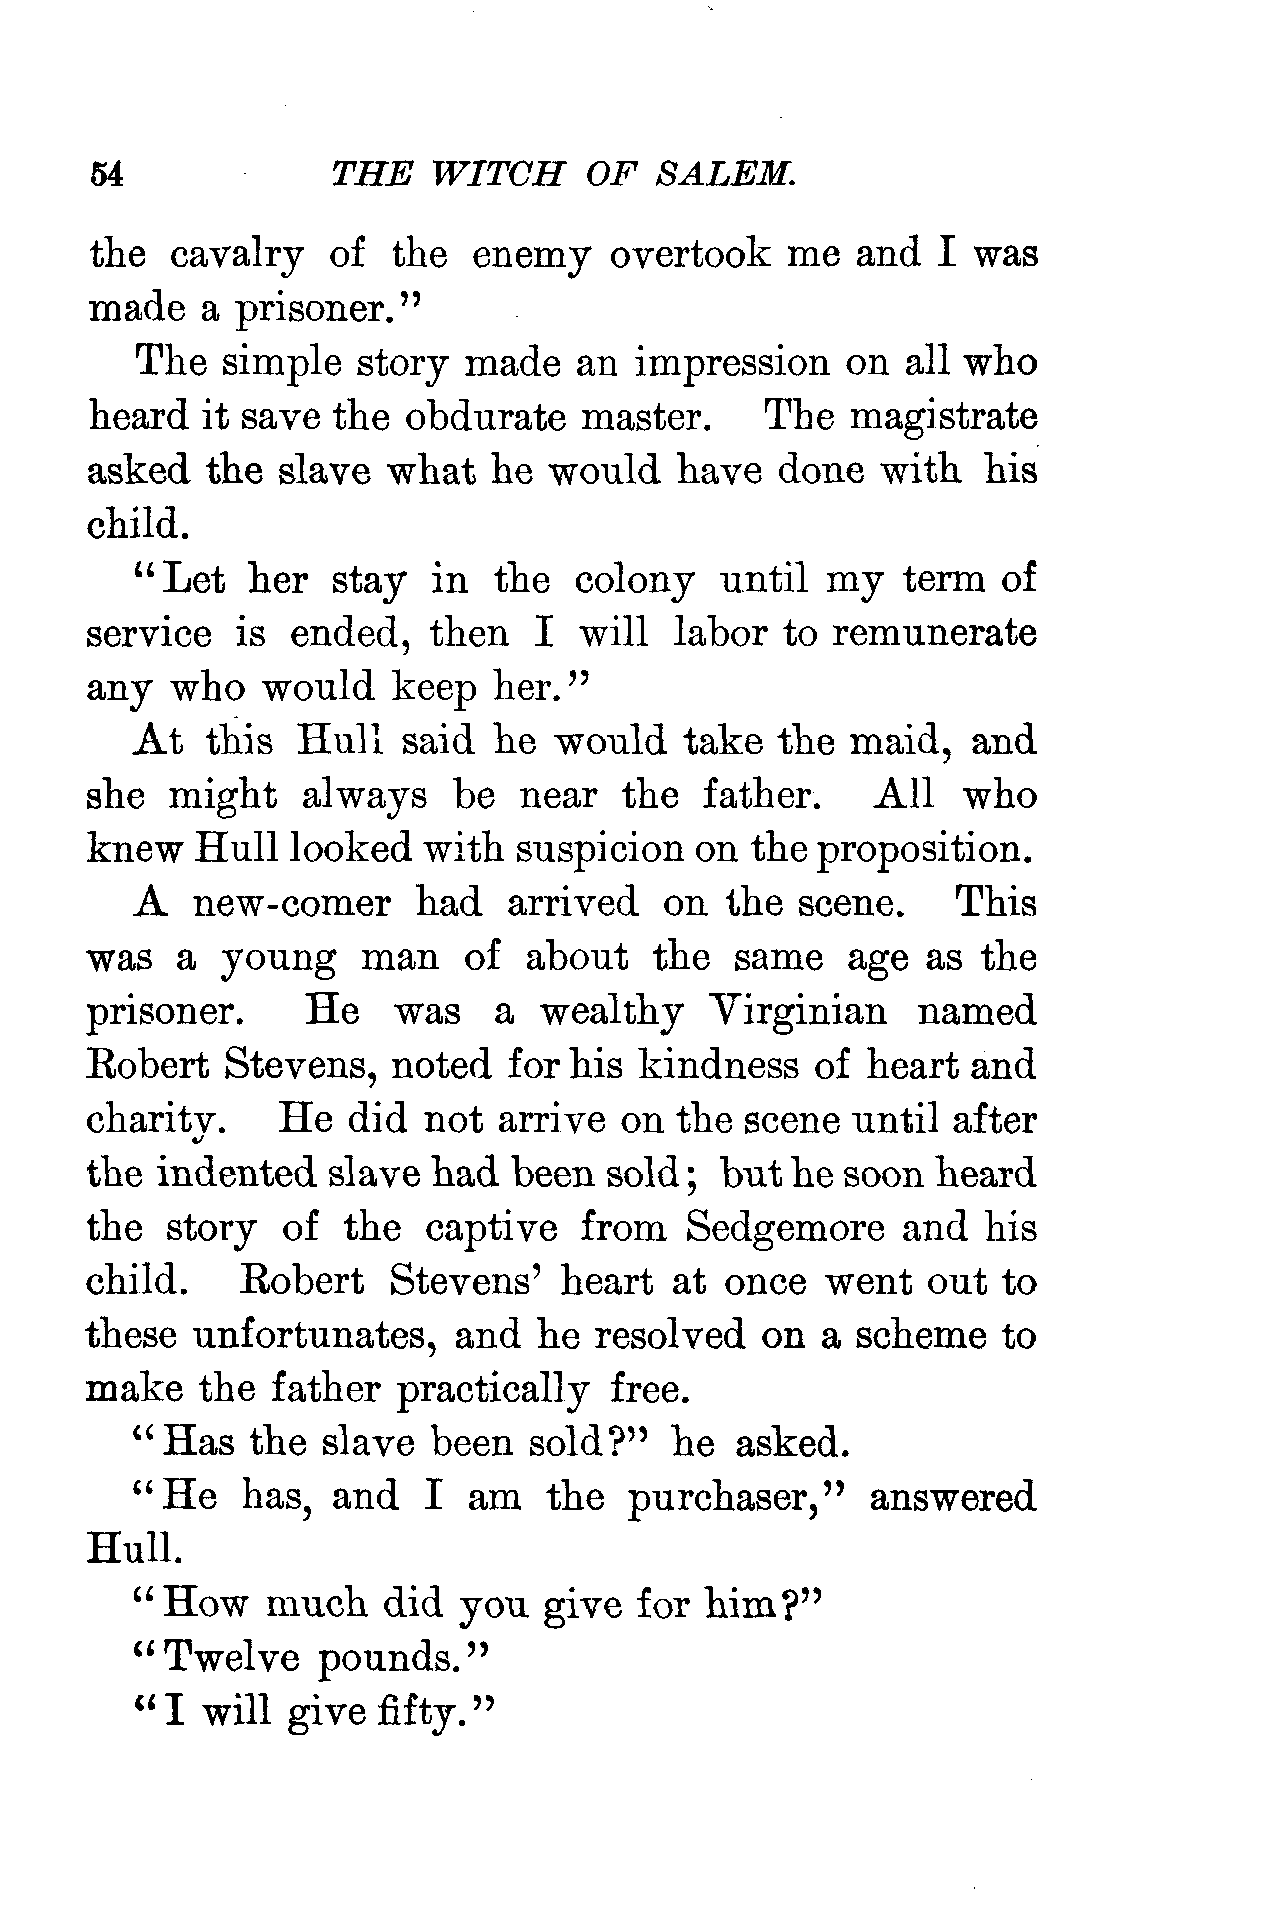 54 THE WITCH OF SALEM.
the cavalry of the enemy overtook me and I was
made a prisoner."
The simple story made an impression on all who
heard it save the obdurate master. The magistrate
asked the slave what he would have done with his
child.
"Let her stay in the colony until my term of
service is ended, then I will labor to remunerate
any who would keep her."
At this Hull said he would take the maid, and
she might always be near the father. All who
knew Hull looked with suspicion on the proposition.
A new-comer had arrived on the scene. This
was a young man of about the same age as the
prisoner. He was a wealthy Virginian named
Robert Stevens, noted for his kindness of heart and
charity. He did not arrive on the scene until after
the indented slave had been sold; but he soon heard
the story of the captive from Sedgemore and his
child. Robert Stevens' heart at once went out to
these unfortunates, and he resolved on a scheme to
make the father practically free.
"Has the slave been sold?" he asked.
"He has, and I am the purchaser," answered
Hull.
"How much did you give for him?"
"Twelve pounds."
"I will give fifty."